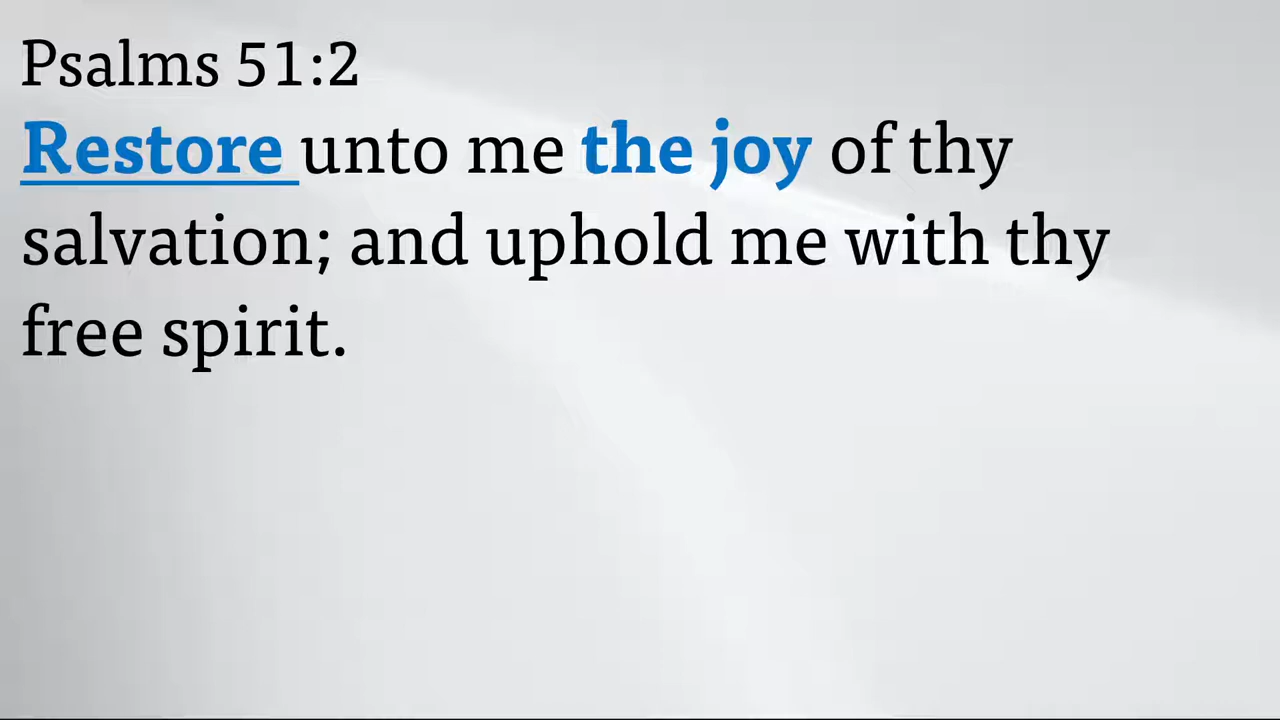 Psalms 51:2
Restore unto me the joy of thy
salvation; and uphold me with thy
free spirit.